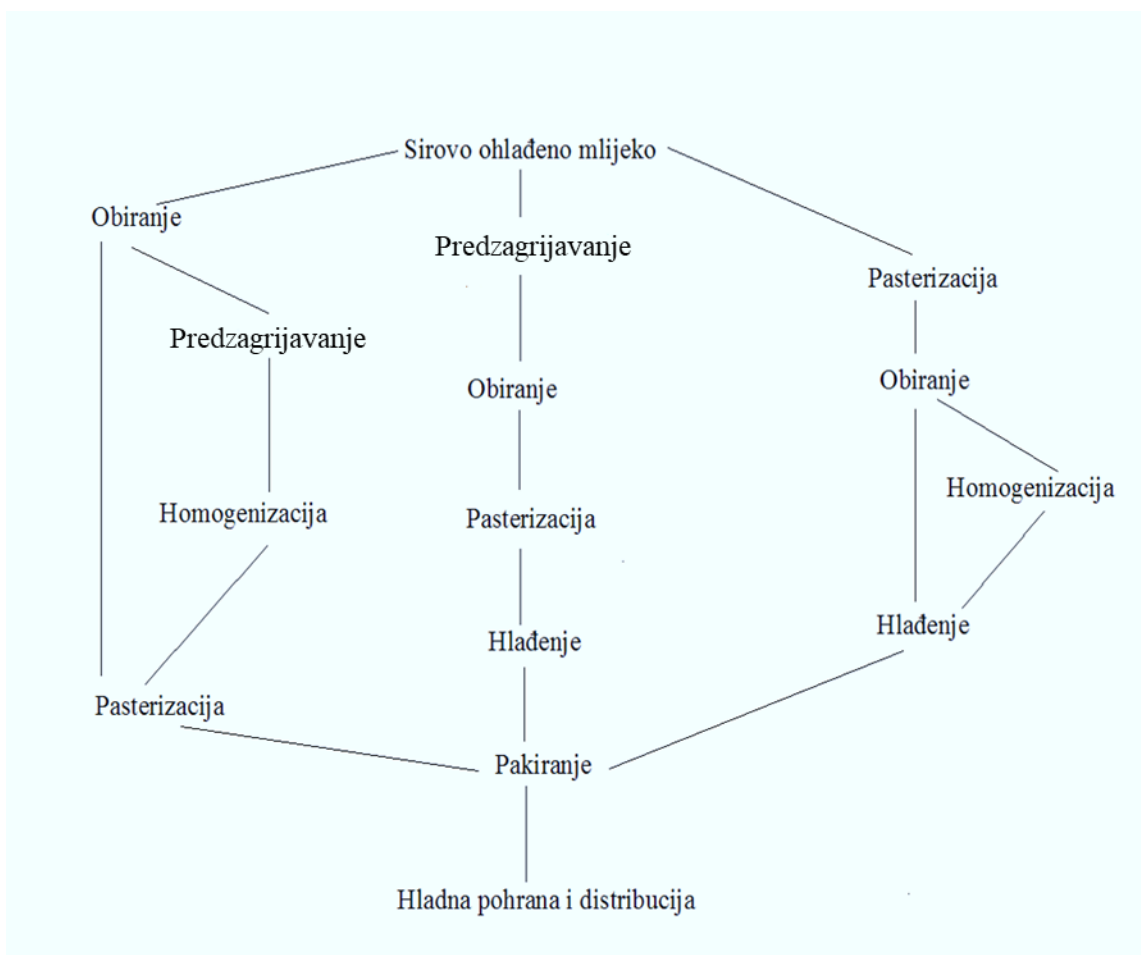 Sirovo ohlađeno mlijeko
Obiranje
Predzagrijavanje
Pasterizacija
Predzagrijavanje
Obiranje
Obiranje
Homogenizacija
Homogenizacija
Pasterizacija
Hlađenje
Hlađenje
Pasterizacija
Pakiranje
Hladna pohrana i distribucija